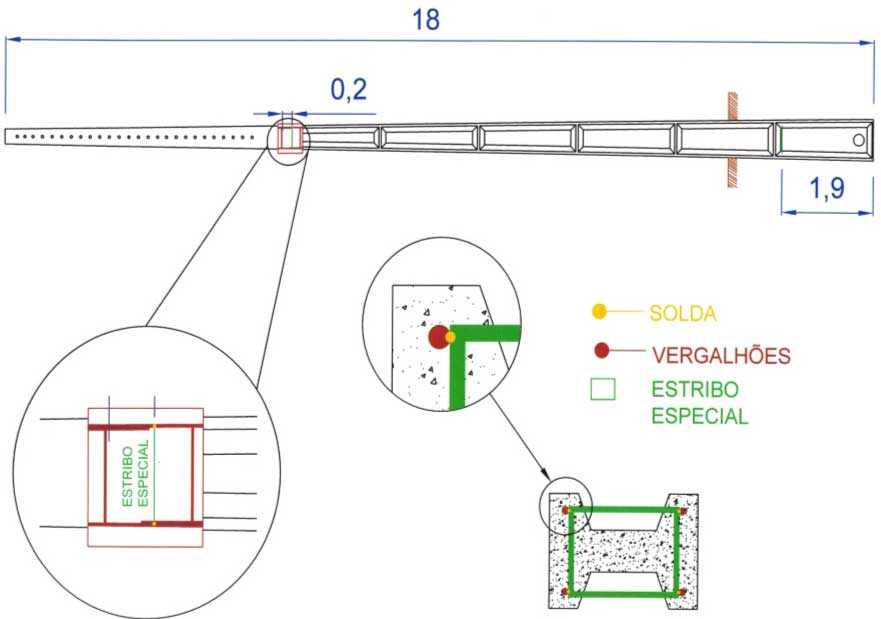 18
0,2
1,9
SOLDA
VERGALHÕES
ESTRIBO
ESPECIAL
ESTRIBO
ESPECIAL